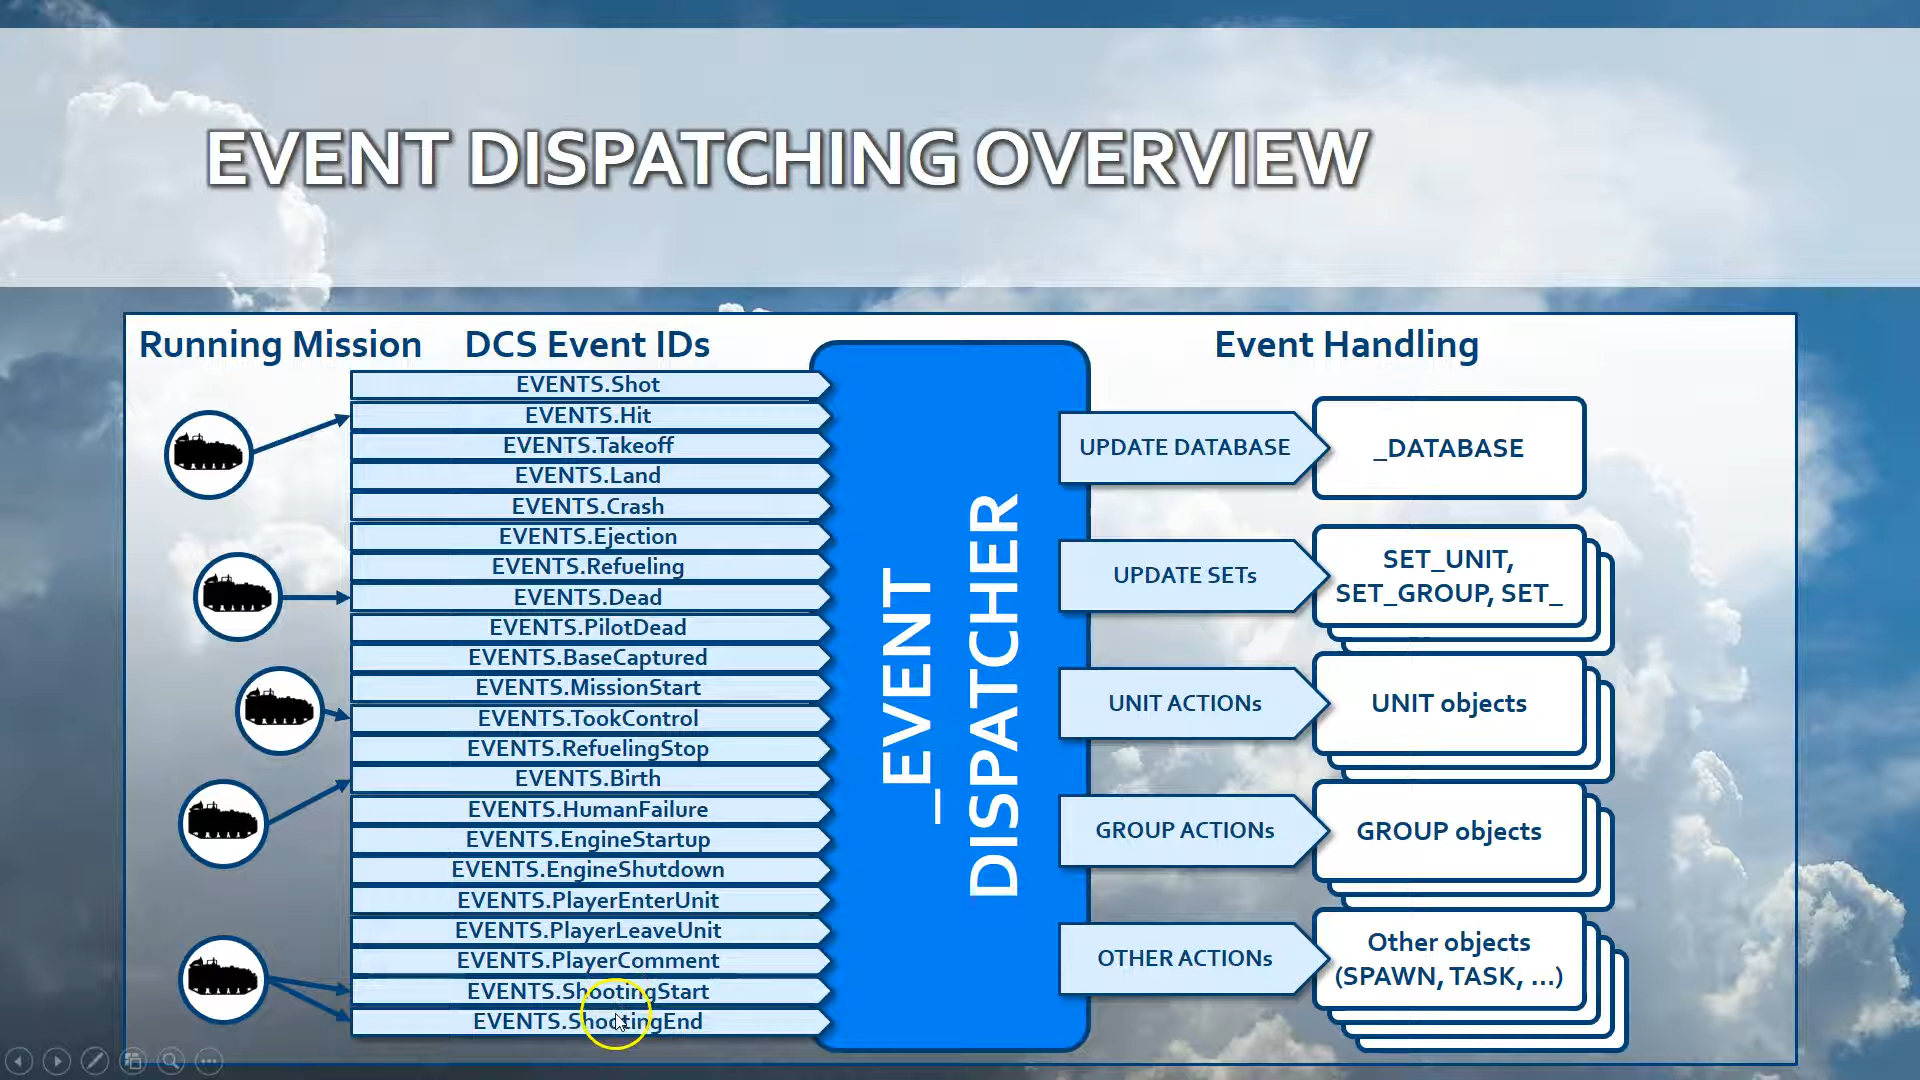 EVENT DISPATCHING OVERVIEW
Running Mission
DCS Event IDs
Event Handling
EVENTS.Shot
EVENTS.Hit
EVENTS.Takeoff
EVENTS.Land
EVENTS.Crash
EVENTS.Ejection
EVENTS.Refueling
EVENTS.Dead
EVENTS.PilotDead
EVENTS.BaseCaptured
EVENTS.MissionStart
EVENTS.TookControl
EVENTS.RefuelingStop
EVENTS.Birth
EVENTS.HumanFailure
EVENTS.EngineStartup
EVENTS.EngineShutdown
EVENTS.PlayerEnterUnit
EVENTS.PlayerLeaveUnit
EVENTS.PlayerComment
EVENTS.ShootingStart
EVENTS.ShootingEnd
_EVENT
DISPATCHER
UPDATE DATABASE
_DATABASE
UPDATE SETs
SET_UNIT,
SET_GROUP, SET_
UNIT ACTIONs
UNIT objects
GROUP ACTIONs
GROUP objects
OTHER ACTIONs
Other objects
(SPAWN, TASK, ...)